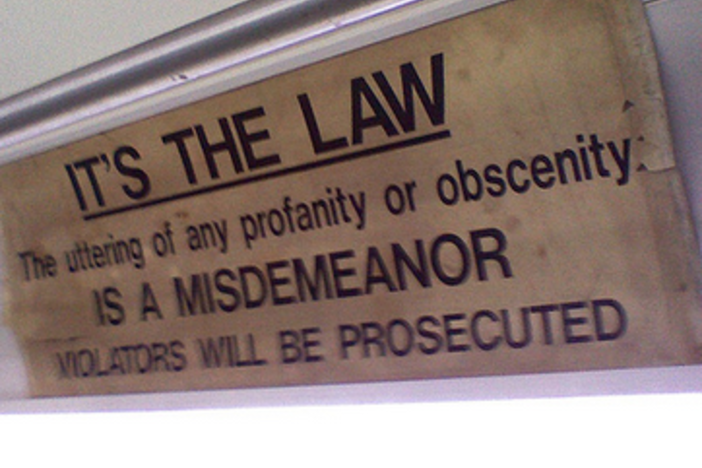 IT'S THE LAW
The uttering of any profanity or obscenity
IS A MISDEMEANOR
VIOLATORS WILL BE PROSECUTED